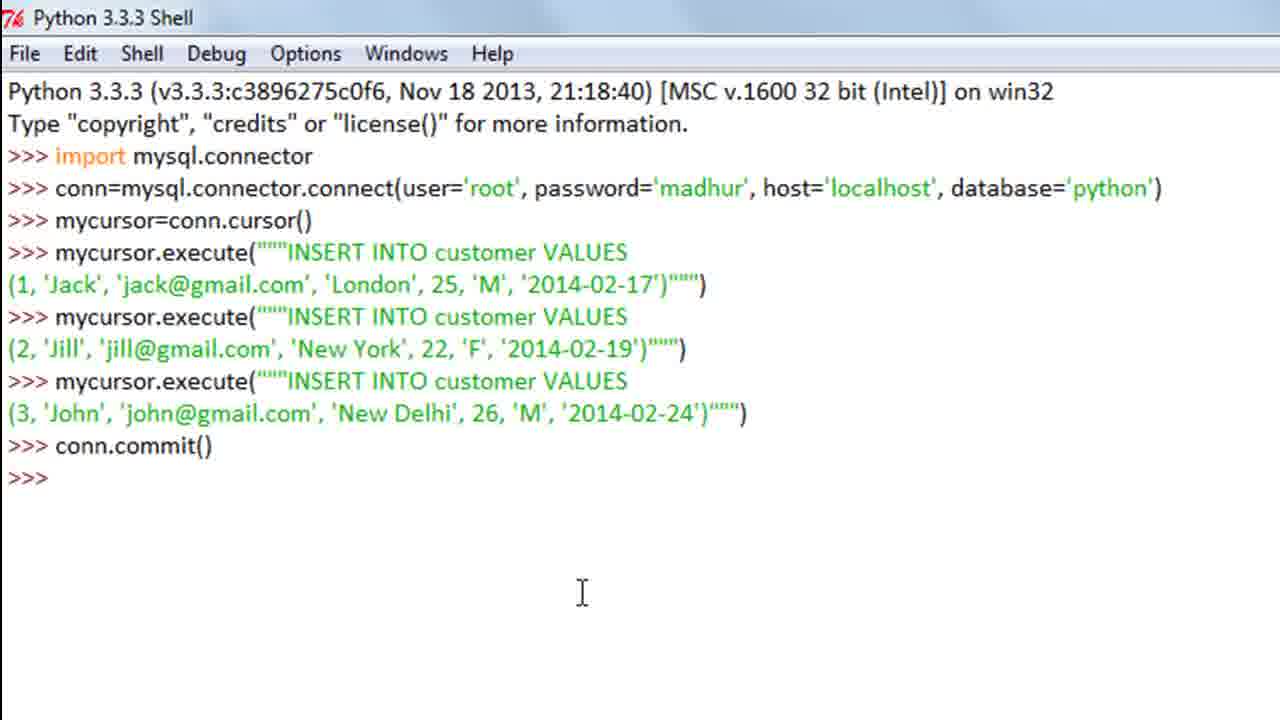 Python 3.3.3 Shell
File Edit Shell Debug Options Windows Help
Python 3.3.3 (v3.3.3:c3896275c0f6, Nov 18 2013, 21:18:40) [MSC v.1600 32 bit (Intel)] on win32
Type "copyright", "credits" or "license()" for more information.
>>> import mysql.connector
>>> conn=mysql.connector.connect(user='root', password='madhur', host='localhost', database='python')
>>> mycursor=conn.cursor()
>>> mycursor.execute("""INSERT INTO customer VALUES
(1, 'Jack', 'jack@gmail.com', 'London', 25, 'M', '2014-02-17')""")
>>> mycursor.execute("""INSERT INTO customer VALUES
(2, 'Jill', 'jill@gmail.com', 'New York', 22, 'F', '2014-02-19')""")
>>> mycursor.execute("""INSERT INTO customer VALUES
(3, 'John', 'john@gmail.com', 'New Delhi', 26, 'M', '2014-02-24')""")
>>> conn.commit()
>>>